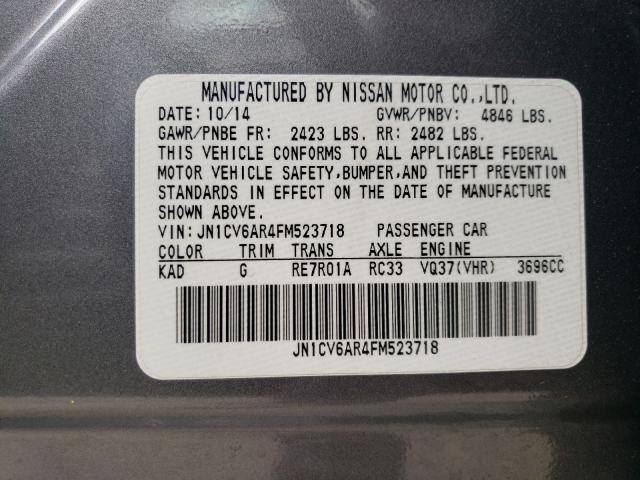 MANUFACTURED BY NISSAN MOTOR CO.,LTD.
DATE: 10/14 GVWR/PNBV: 4846 LBS.
GAWR/PNBE FR: 2423 LBS. RR: 2482 LBS.
THIS VEHICLE CONFORMS TO ALL APPLICABLE FEDERAL
MOTOR VEHICLE SAFETY,BUMPER,AND THEFT PREVENTION
STANDARDS IN EFFECT ON THE DATE OF MANUFACTURE
SHOWN ABOVE.
VIN: JN1CV6AR4FM523718 PASSENGER CAR
COLOR TRIM TRANS AXLE ENGINE
KAD G RE7R01A RC33 VQ37(VHR) 3696CC
JN1CV6AR4FM523718